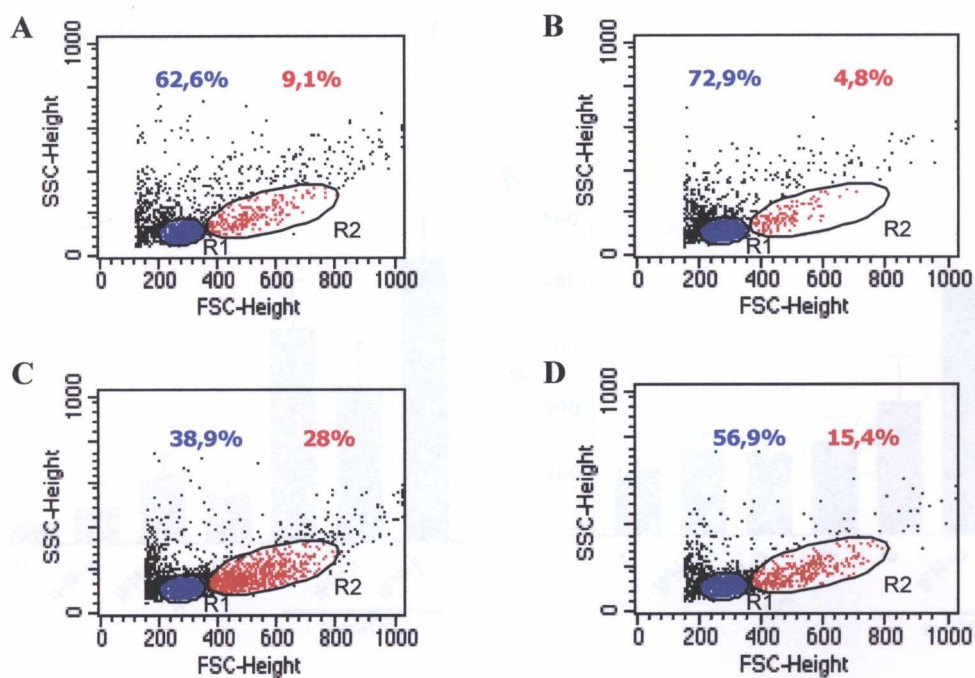 A
1000
SSC-Height
0
62,6%
9,1%
R1
R2
0 200 400 600 800 1000
FSC-Height
B
1000
SSC-Height
0
72,9%
4,8%
R1
R2
0 200 400 600 800 1000
FSC-Height
C
1000
SSC-Height
0
38,9%
28%
R1
R2
0 200 400 600 800 1000
FSC-Height
D
1000
SSC-Height
0
56,9%
15,4%
R1
R2
0 200 400 600 800 1000
FSC-Height